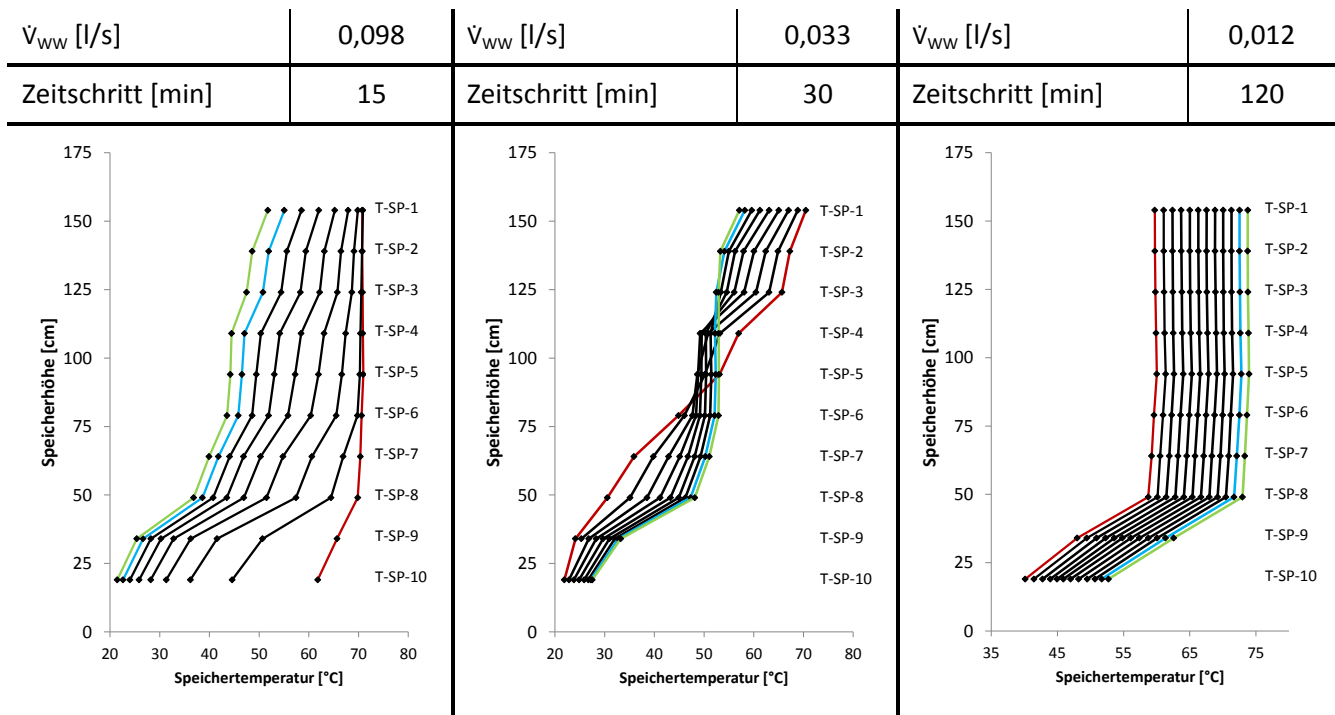 V̇WW [l/s] 0,098
Zeitschritt [min] 15
175
150
125
100
75
50
25
0
Speicherhöhe [cm]
T-SP-1
T-SP-2
T-SP-3
T-SP-4
T-SP-5
T-SP-6
T-SP-7
T-SP-8
T-SP-9
T-SP-10
20 30 40 50 60 70 80
Speichertemperatur [°C]
V̇WW [l/s] 0,033
Zeitschritt [min] 30
175
150
125
100
75
50
25
0
Speicherhöhe [cm]
T-SP-1
T-SP-2
T-SP-3
T-SP-4
T-SP-5
T-SP-6
T-SP-7
T-SP-8
T-SP-9
T-SP-10
20 30 40 50 60 70 80
Speichertemperatur [°C]
V̇WW [l/s] 0,012
Zeitschritt [min] 120
175
150
125
100
75
50
25
0
Speicherhöhe [cm]
T-SP-1
T-SP-2
T-SP-3
T-SP-4
T-SP-5
T-SP-6
T-SP-7
T-SP-8
T-SP-9
T-SP-10
35 45 55 65 75
Speichertemperatur [°C]